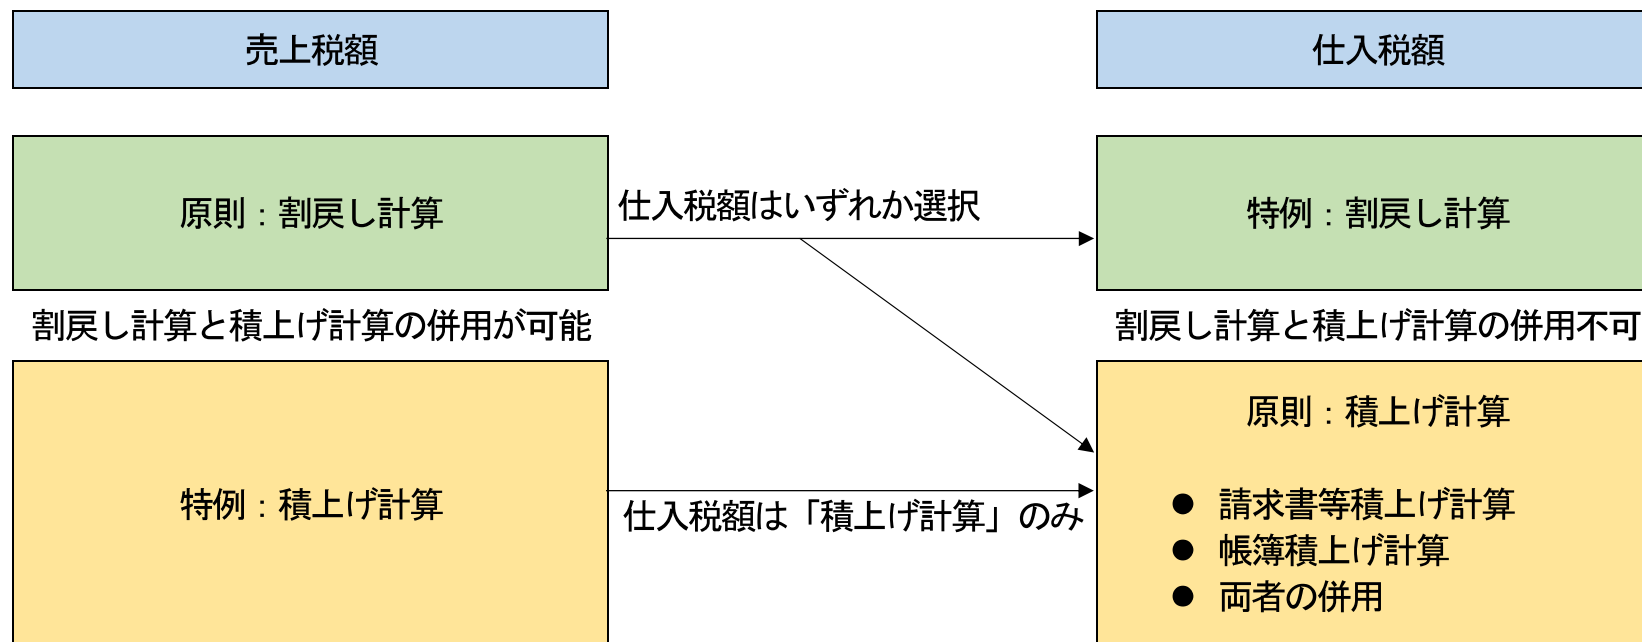 売上税額
仕入税額
原則：割戻し計算
仕入税額はいずれか選択
特例：割戻し計算
割戻し計算と積上げ計算の併用が可能
割戻し計算と積上げ計算の併用不可
特例：積上げ計算
仕入税額は「積上げ計算」のみ
原則：積上げ計算
● 請求書等積上げ計算
● 帳簿積上げ計算
● 両者の併用